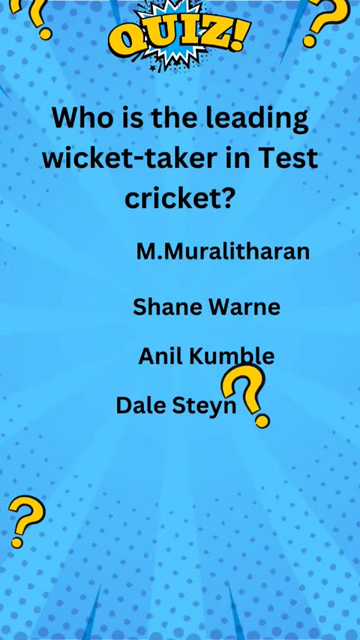 QUIZ!
Who is the leading
wicket-taker in Test
cricket?
M.Muralitharan
Shane Warne
Anil Kumble
Dale Steyn